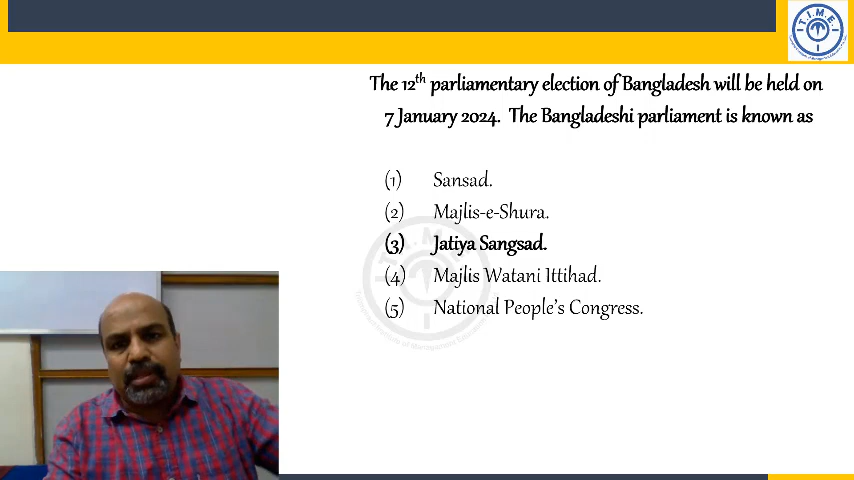 T.I.M.E.
The 12th parliamentary election of Bangladesh will be held on
7 January 2024. The Bangladeshi parliament is known as
(1) Sansad.
(2) Majlis-e-Shura.
(3) Jatiya Sangsad.
(4) Majlis Watani Ittihad.
(5) National People's Congress.